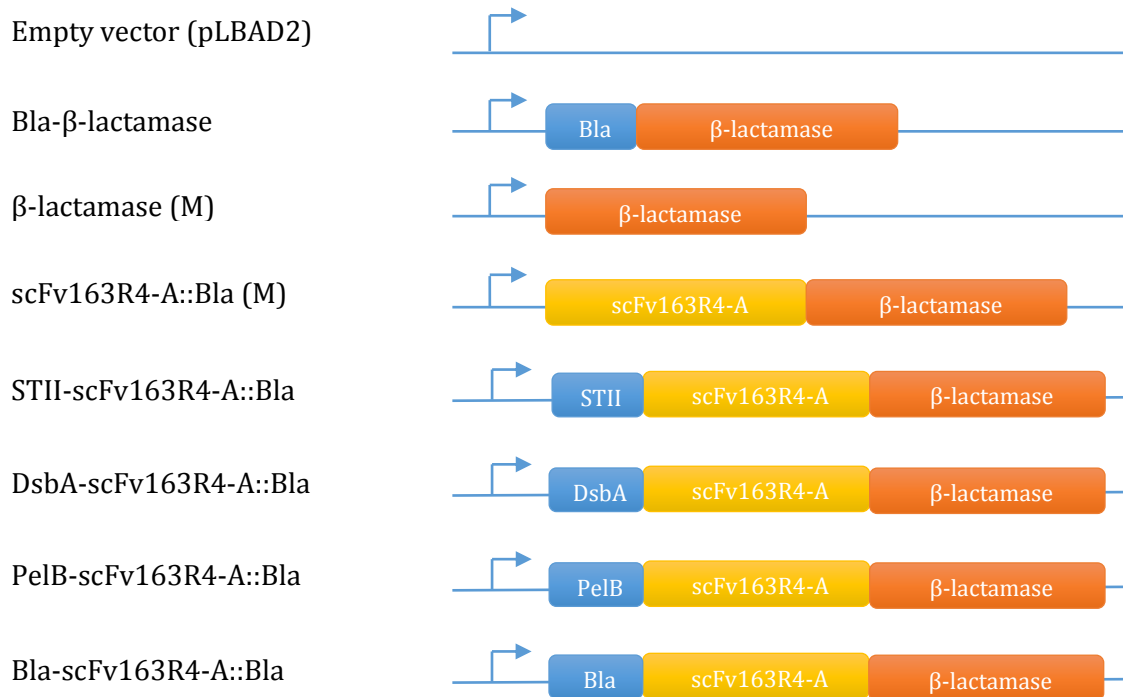 Empty vector (pLBAD2)
Bla-β-lactamase
Bla β-lactamase
β-lactamase (M)
β-lactamase
scFv163R4-A::Bla (M)
scFv163R4-A β-lactamase
STII-scFv163R4-A::Bla
STII scFv163R4-A β-lactamase
DsbA-scFv163R4-A::Bla
DsbA scFv163R4-A β-lactamase
PelB-scFv163R4-A::Bla
PelB scFv163R4-A β-lactamase
Bla-scFv163R4-A::Bla
Bla scFv163R4-A β-lactamase